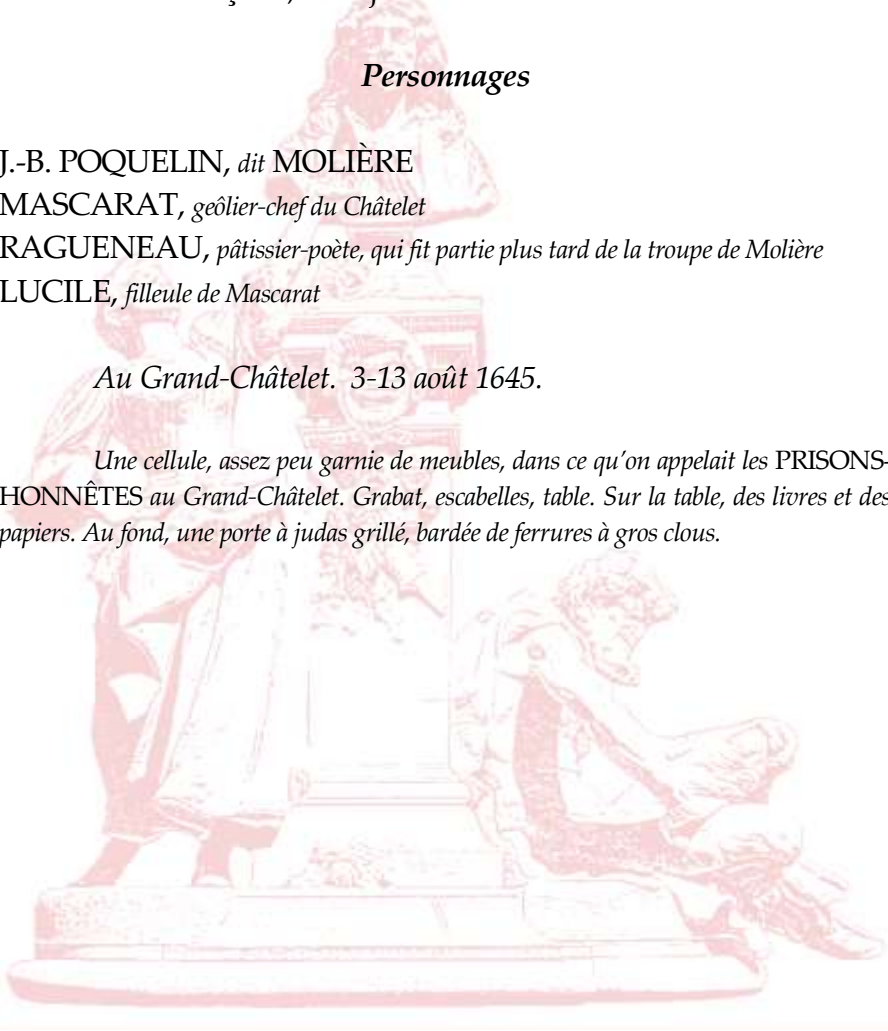 Personnages
J.-B. POQUELIN, dit MOLIÈRE
MASCARAT, geôlier-chef du Châtelet
RAGUENEAU, pâtissier-poète, qui fit partie plus tard de la troupe de Molière
LUCILE, filleule de Mascarat
Au Grand-Châtelet. 3-13 août 1645.
Une cellule, assez peu garnie de meubles, dans ce qu'on appelait les PRISONS-
HONNÊTES au Grand-Châtelet. Grabat, escabelles, table. Sur la table, des livres et des
papiers. Au fond, une porte à judas grillé, bardée de ferrures à gros clous.